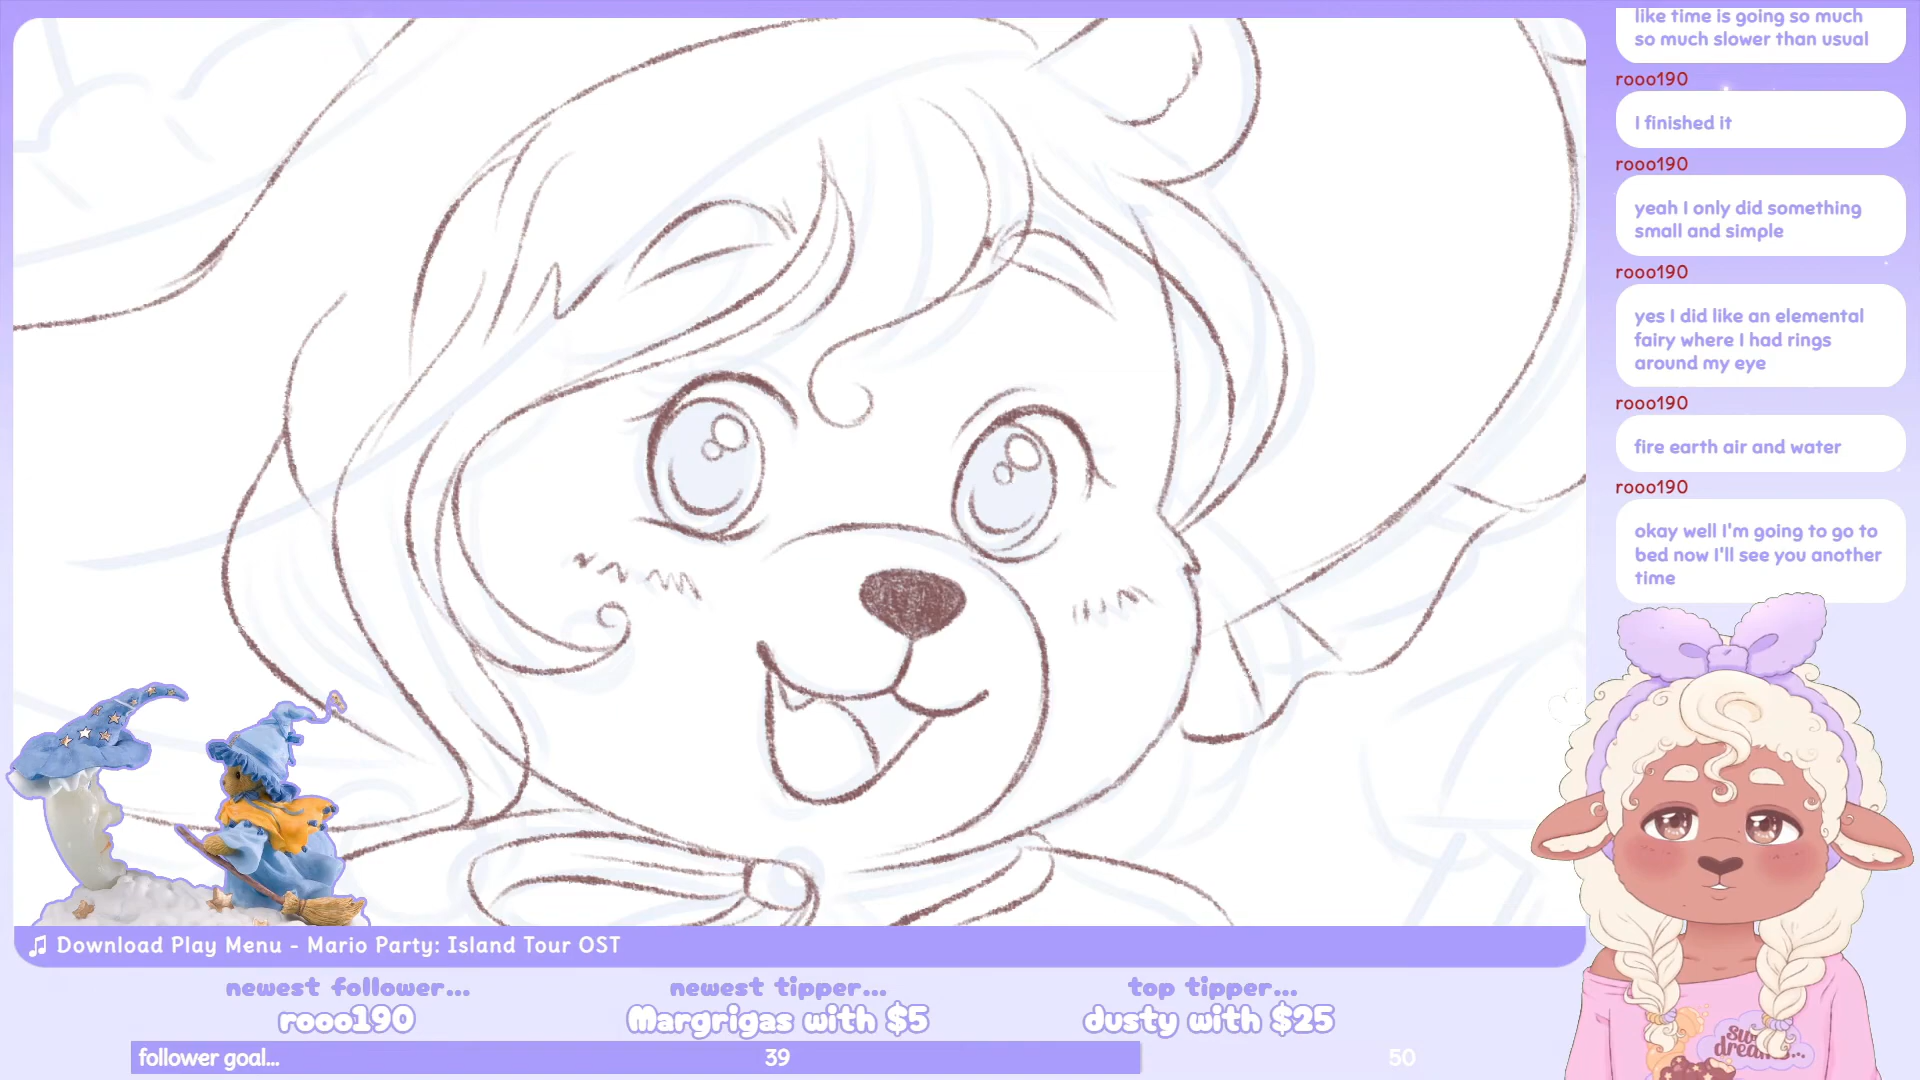 like time is going so much
so much slower than usual
rooo190
I finished it
rooo190
yeah I only did something
small and simple
rooo190
yes I did like an elemental
fairy where I had rings
around my eye
rooo190
fire earth air and water
rooo190
okay well I'm going to go to
bed now I'll see you another
time
Download Play Menu - Mario Party: Island Tour OST
newest follower...
rooo190
newest tipper...
Margrigas with $5
top tipper...
dusty with $25
follower goal...
39
50